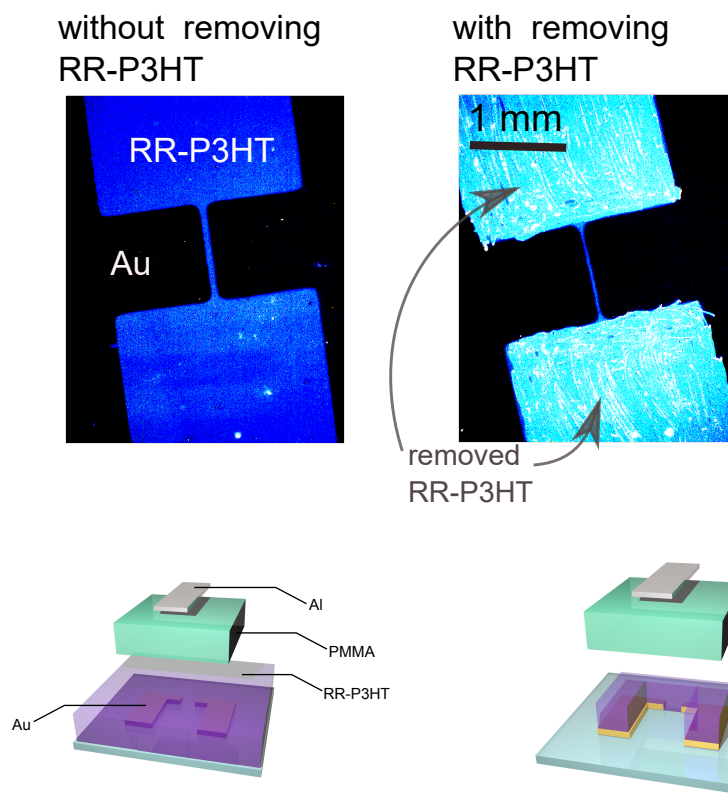 without removing
RR-P3HT
with removing
RR-P3HT
RR-P3HT
Au
1 mm
removed
RR-P3HT
Al
PMMA
RR-P3HT
Au